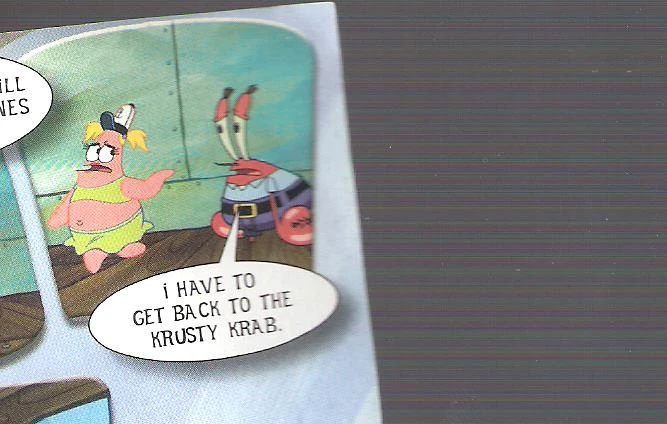 iLL
NES
i HAVE TO
GET BACK TO THE
KRUSTY KRAB.